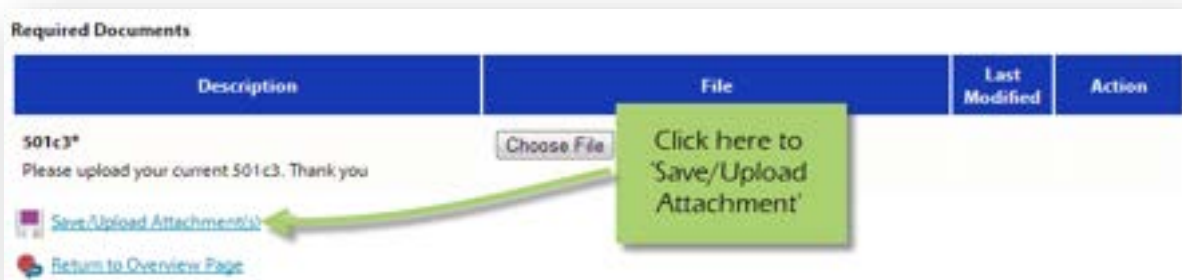 Required Documents
Description File Last Modified Action
501c3*
Please upload your current 501c3. Thank you
Choose File
Click here to
'Save/Upload
Attachment'
Save/Upload Attachment(s)
Return to Overview Page